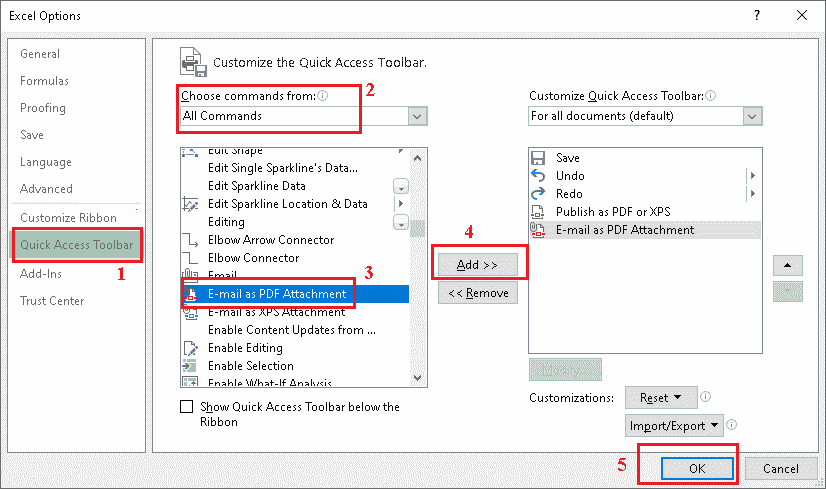 Excel Options
?
General
Formulas
Proofing
Save
Language
Advanced
Customize Ribbon
Quick Access Toolbar
1
Add-Ins
Trust Center
Customize the Quick Access Toolbar.
Choose commands from:
2
All Commands
Edit Shape
Edit Single Sparkline's Data...
Edit Sparkline Data
Edit Sparkline Location & Data
Editing
Elbow Arrow Connector
Elbow Connector
Email
E-mail as PDF Attachment
3
E-mail as XPS Attachment
Enable Content Updates from ...
Enable Editing
Enable Selection
Enable What-If Analysis
Show Quick Access Toolbar below the
Ribbon
4
Add >>
<< Remove
Customize Quick Access Toolbar:
For all documents (default)
Save
Undo
Redo
Publish as PDF or XPS
E-mail as PDF Attachment
Modify...
Customizations:
Reset
Import/Export
5
OK
Cancel